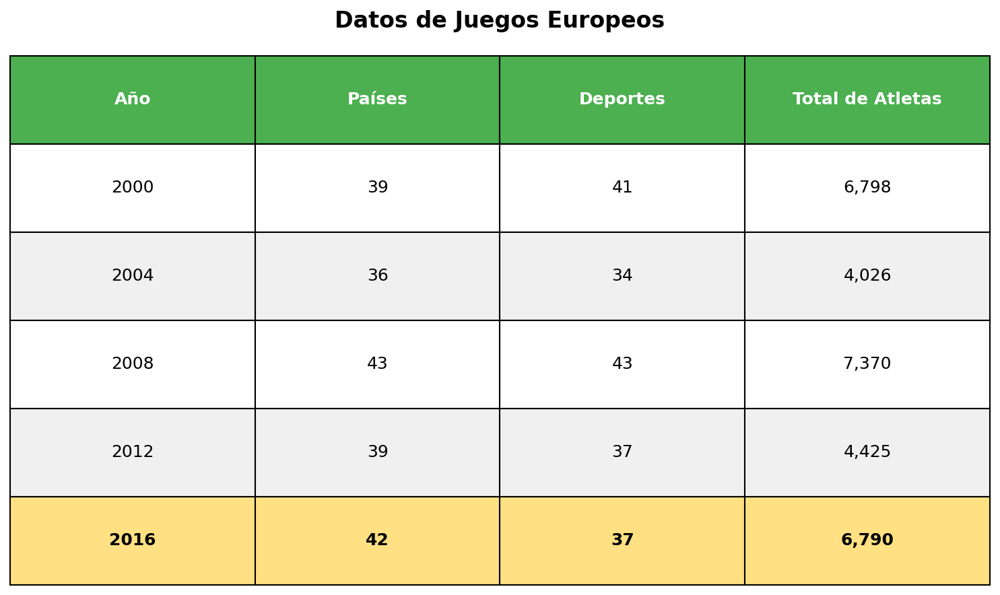 Datos de Juegos Europeos
Año Países Deportes Total de Atletas
2000 39 41 6,798
2004 36 34 4,026
2008 43 43 7,370
2012 39 37 4,425
2016 42 37 6,790